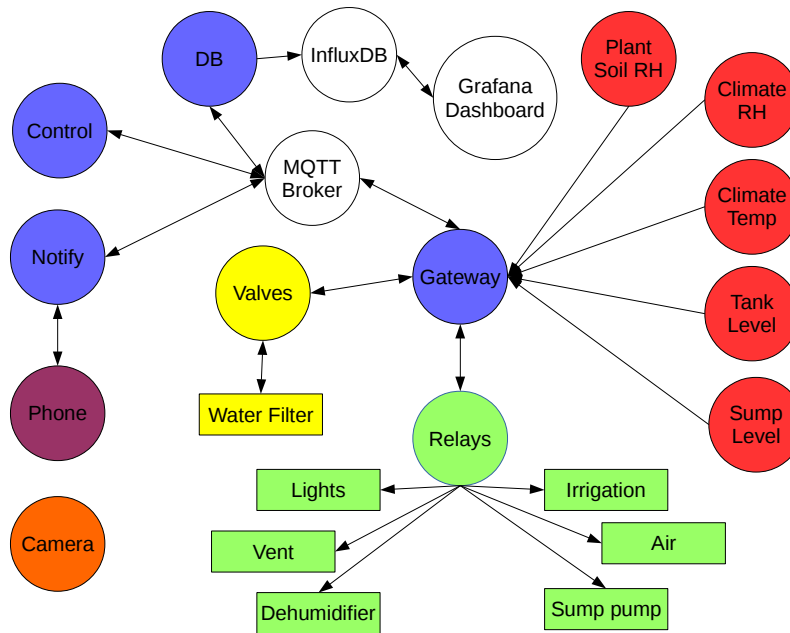 DB
InfluxDB
Grafana
Dashboard
Plant
Soil RH
Climate
RH
Control
MQTT
Broker
Climate
Temp
Notify
Valves
Gateway
Tank
Level
Phone
Water Filter
Relays
Sump
Level
Lights
Irrigation
Camera
Vent
Air
Dehumidifier
Sump pump